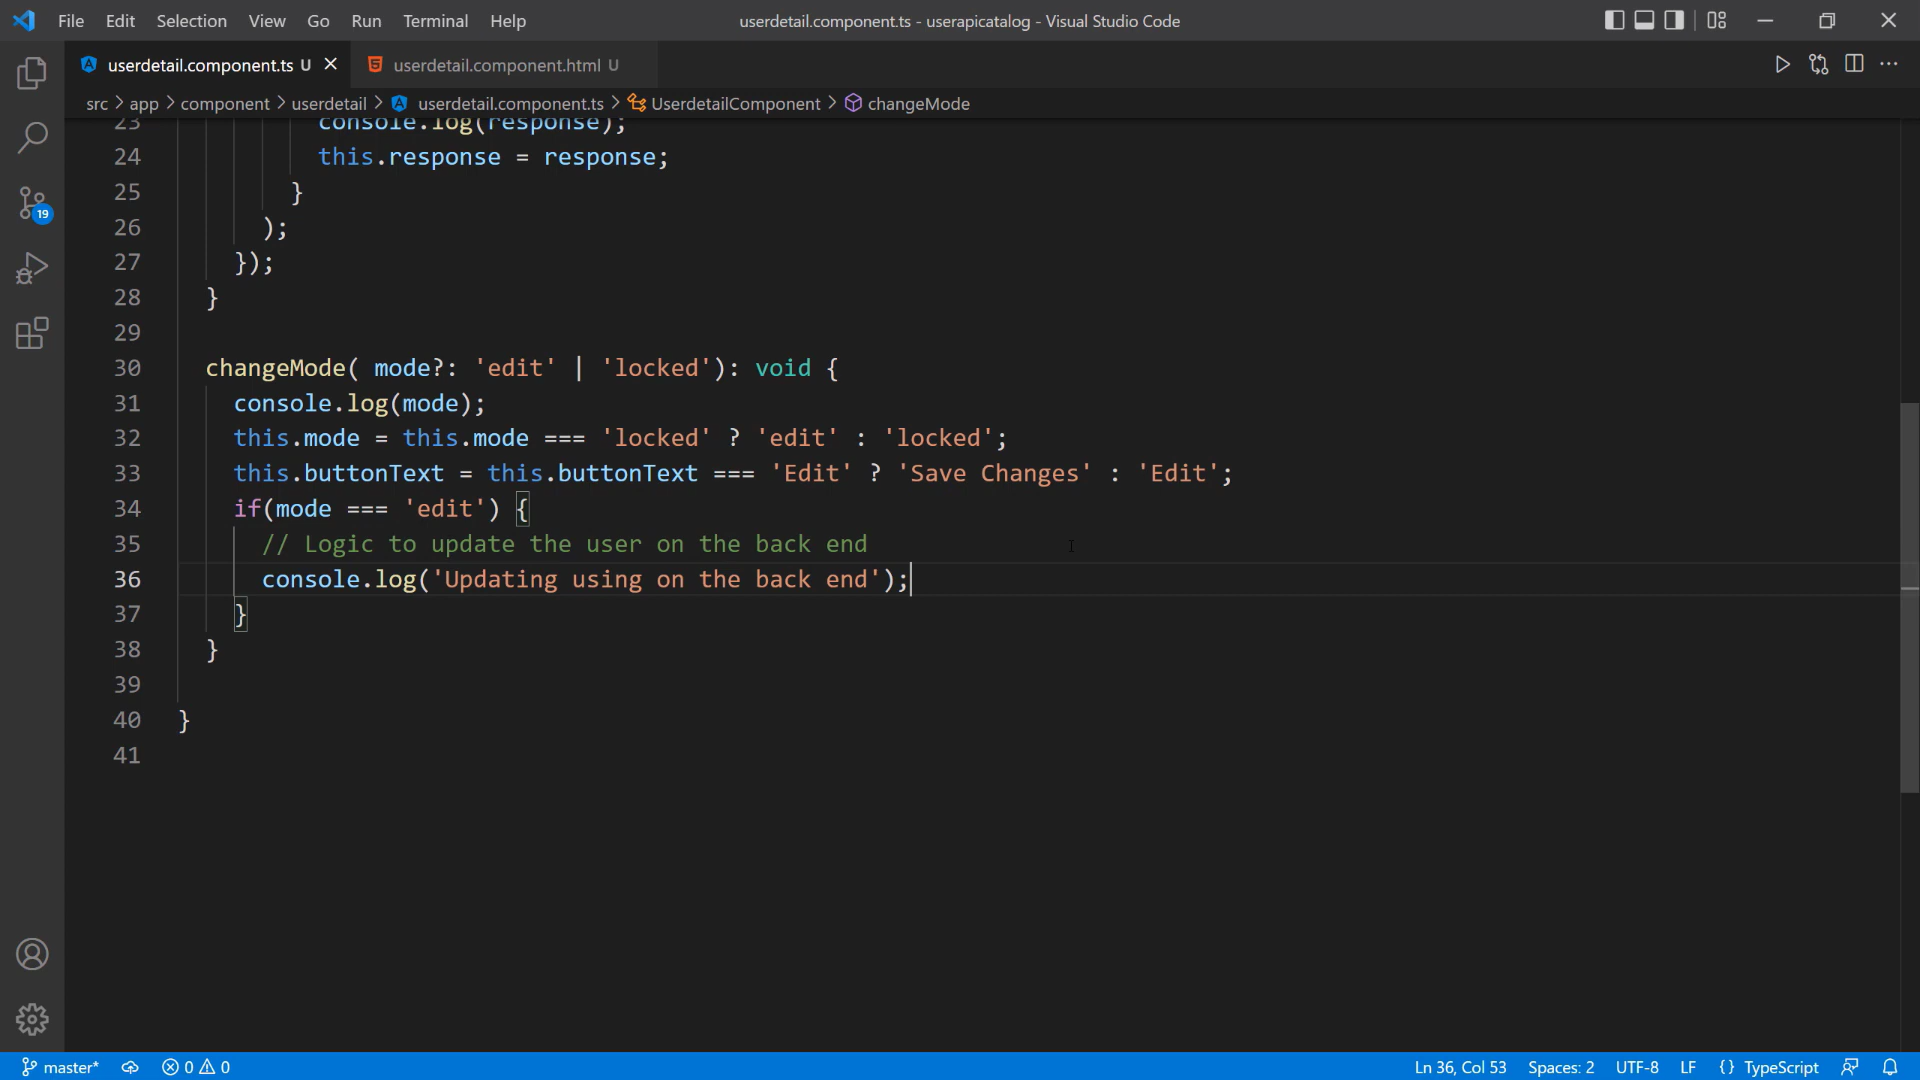 File Edit Selection View Go Run Terminal Help
userdetail.component.ts - userapicatalog - Visual Studio Code
userdetail.component.ts U
userdetail.component.html U
src > app > component > userdetail > userdetail.component.ts > UserdetailComponent > changeMode
23 console.log(response);
24 this.response = response;
25 }
26 );
27 });
28 }
29
30 changeMode( mode?: 'edit' | 'locked'): void {
31 console.log(mode);
32 this.mode = this.mode === 'locked' ? 'edit' : 'locked';
33 this.buttonText = this.buttonText === 'Edit' ? 'Save Changes' : 'Edit';
34 if(mode === 'edit') {
35 // Logic to update the user on the back end
36 console.log('Updating using on the back end');
37 }
38 }
39
40 }
41
19
master* 0 0 Ln 36, Col 53 Spaces: 2 UTF-8 LF {} TypeScript